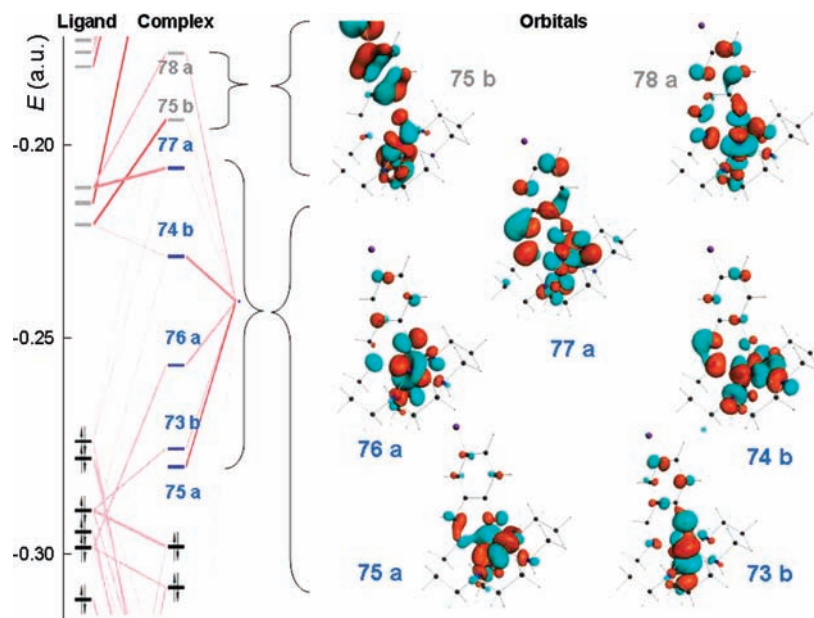 Ligand Complex Orbitals
E (a.u.)
78 a
75 b
-0.20
77 a
74 b
-0.25
76 a
73 b
75 a
-0.30
75 b
78 a
77 a
76 a
74 b
75 a
73 b